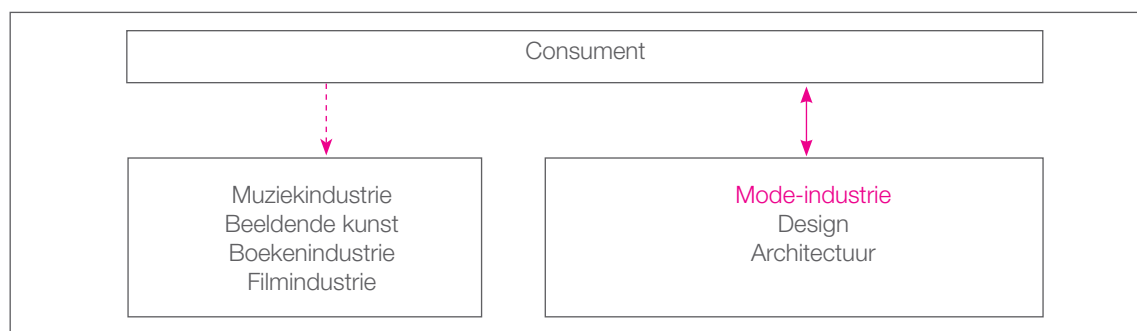 Consument
Muziekindustrie
Beeldende kunst
Boekenindustrie
Filmindustrie
Mode-industrie
Design
Architectuur